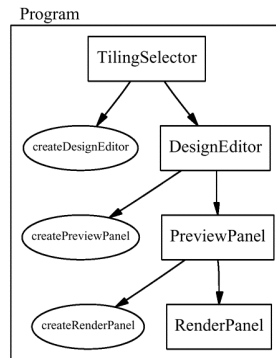 Program
TilingSelector
createDesignEditor
DesignEditor
createPreviewPanel
PreviewPanel
createRenderPanel
RenderPanel